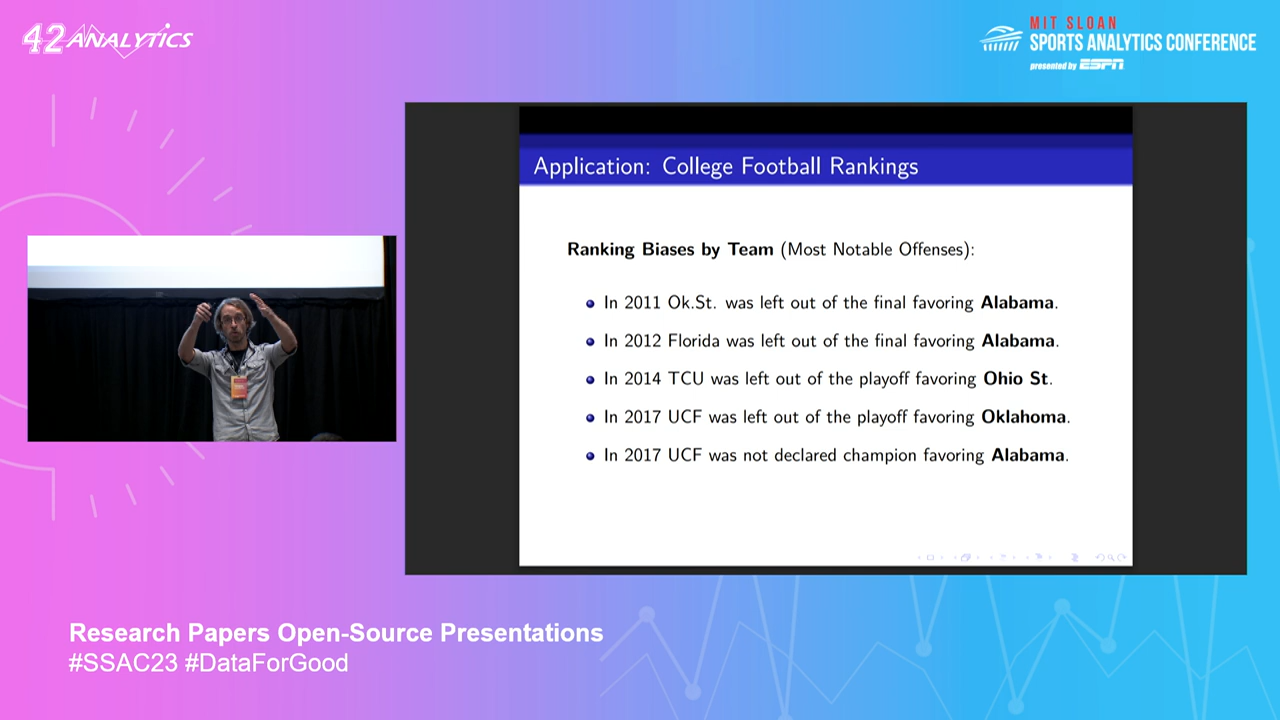 42 ANALYTICS
MIT SLOAN
SPORTS ANALYTICS CONFERENCE
presented by ESPN
Application: College Football Rankings
Ranking Biases by Team (Most Notable Offenses):
In 2011 Ok.St. was left out of the final favoring Alabama.
In 2012 Florida was left out of the final favoring Alabama.
In 2014 TCU was left out of the playoff favoring Ohio St.
In 2017 UCF was left out of the playoff favoring Oklahoma.
In 2017 UCF was not declared champion favoring Alabama.
Research Papers Open-Source Presentations
#SSAC23 #DataForGood